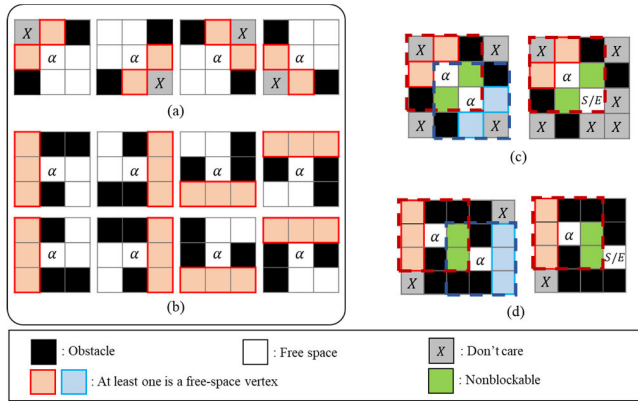 X X
α α α α
X X
(a)
α α α α
α α α α
(b)
X X
α
α
X X
X X
α
S/E X
X X X
(c)
X
α
α
X
α
S/E
(d)
: Obstacle
: Free space
X : Don't care
: At least one is a free-space vertex
: Nonblockable